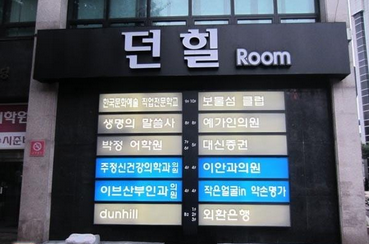 던힐 Room
한국문화예술 직업전문학교 보물섬 클럽
생명의 말씀사 예가인의원
박정 어학원 대신증권
주정신건강의학과의원 이안과의원
이브산부인과의원 작은얼굴in 약손명가
dunhill 외환은행